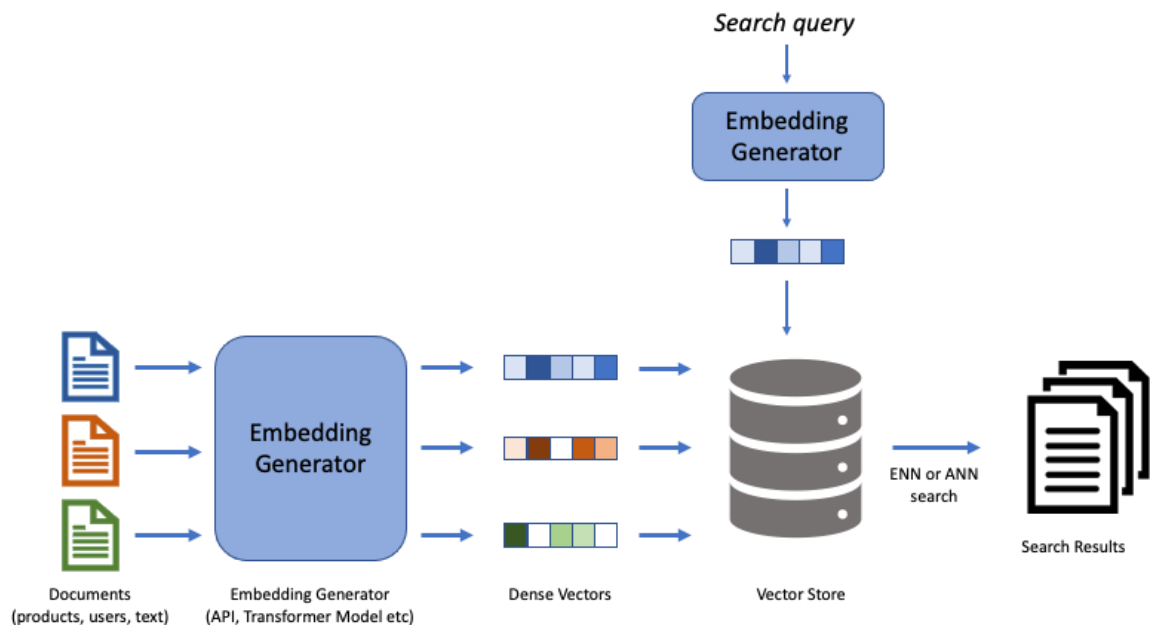 Search query
Embedding
Generator
Embedding
Generator
ENN or ANN
search
Search Results
Documents
(products, users, text)
Embedding Generator
(API, Transformer Model etc)
Dense Vectors
Vector Store